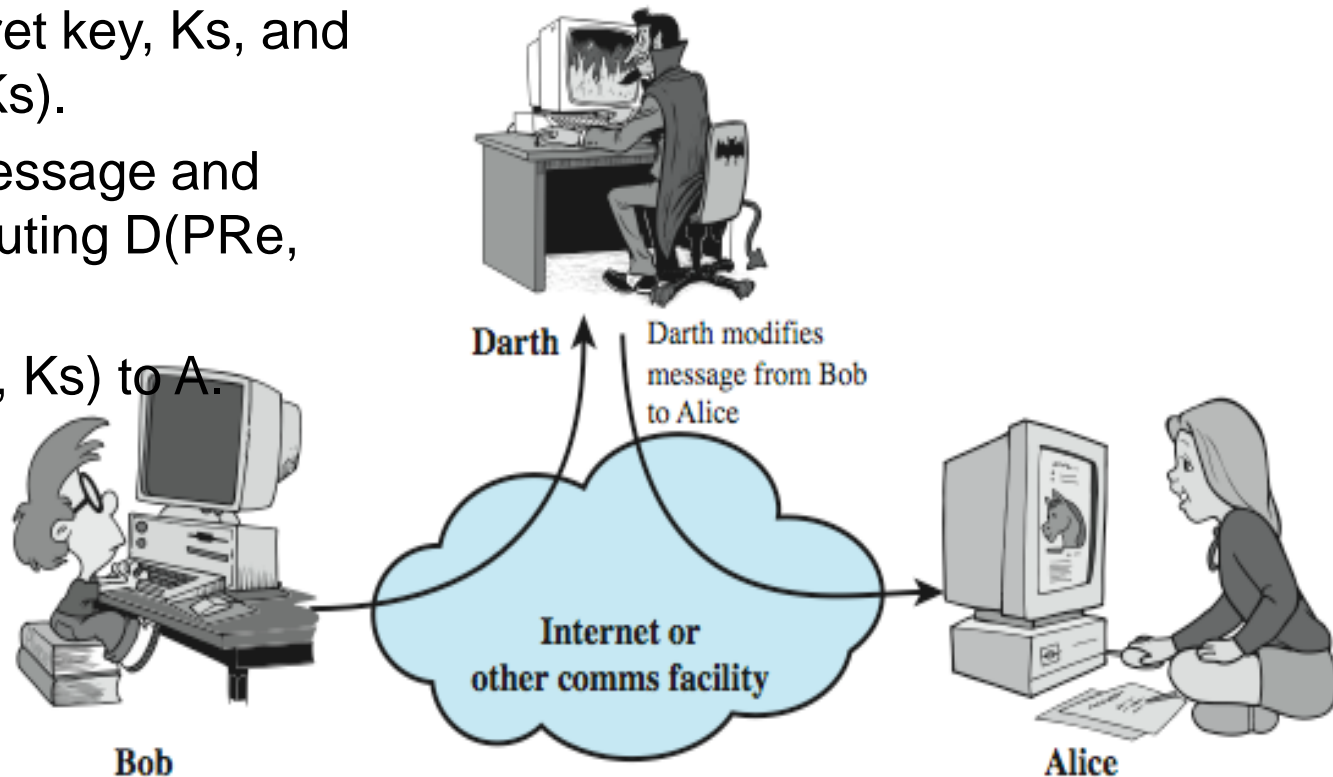 ret key, Ks, and
Ks).
essage and
uting D(PRe,
, Ks) to A.
Darth
Darth modifies
message from Bob
to Alice
Internet or
other comms facility
Bob
Alice